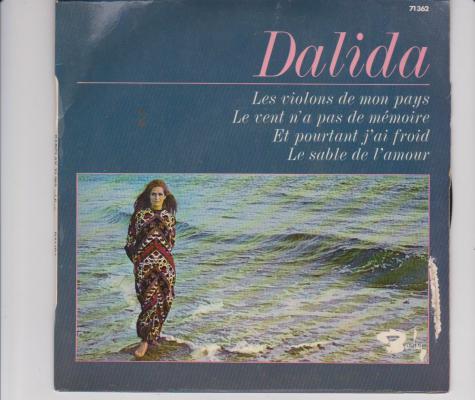 71 362
Dalida
Les violons de mon pays
Le vent n'a pas de mémoire
Et pourtant j'ai froid
Le sable de l'amour